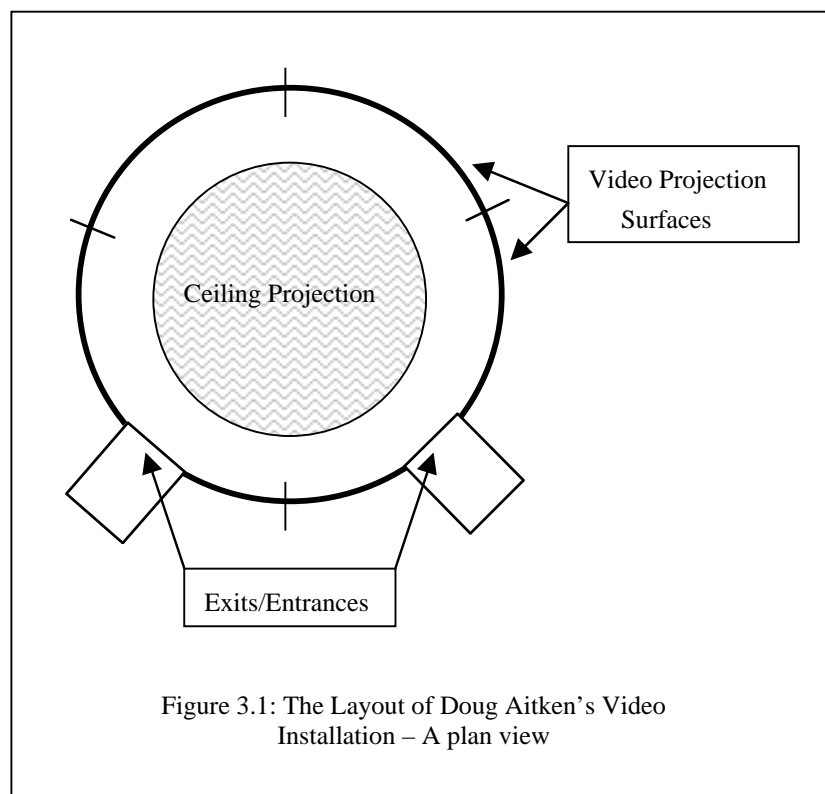 Video Projection
Surfaces
Ceiling Projection
Exits/Entrances
Figure 3.1: The Layout of Doug Aitken’s Video
Installation – A plan view